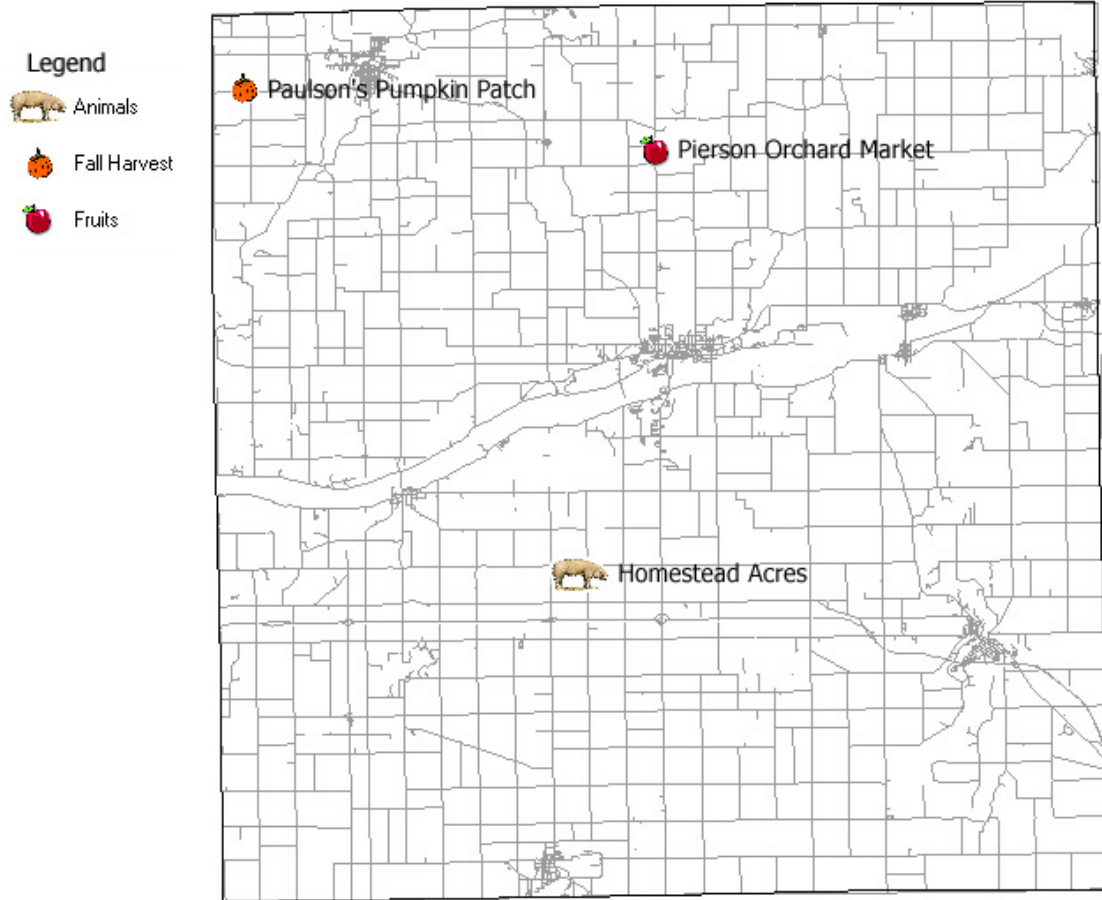 Legend
Animals
Fall Harvest
Fruits
Paulson's Pumpkin Patch
Pierson Orchard Market
Homestead Acres